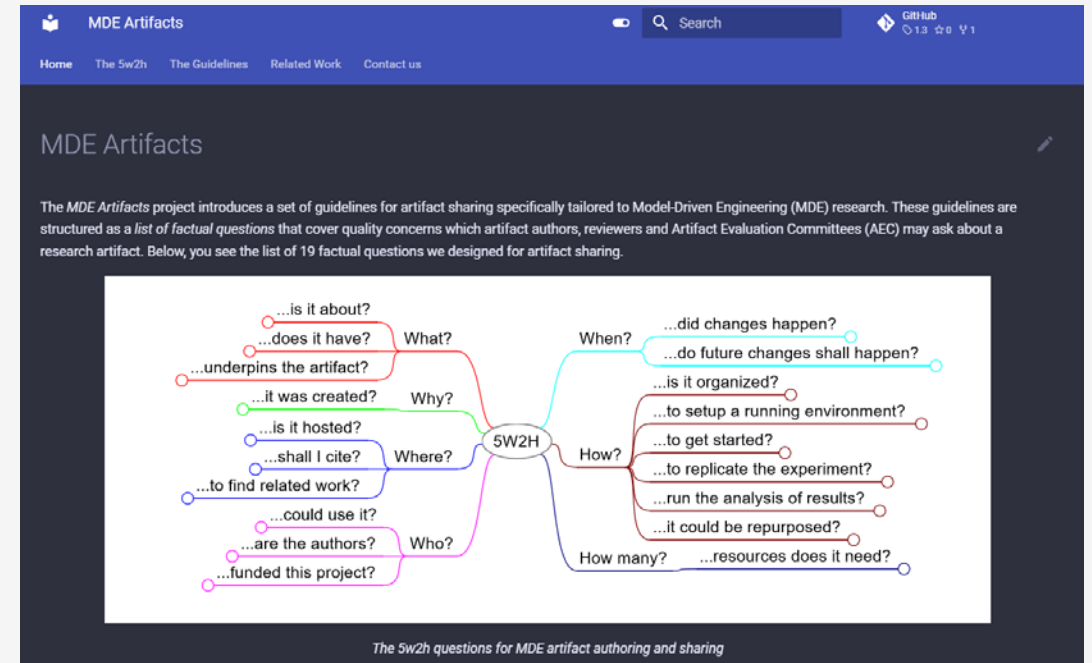 MDE Artifacts
Search
GitHub
1.3 0 1
Home The 5w2h The Guidelines Related Work Contact us
MDE Artifacts
The MDE Artifacts project introduces a set of guidelines for artifact sharing specifically tailored to Model-Driven Engineering (MDE) research. These guidelines are
structured as a list of factual questions that cover quality concerns which artifact authors, reviewers and Artifact Evaluation Committees (AEC) may ask about a
research artifact. Below, you see the list of 19 factual questions we designed for artifact sharing.
5W2H
What?
...is it about?
...does it have?
...underpins the artifact?
Why?
...it was created?
Where?
...is it hosted?
...shall I cite?
...to find related work?
Who?
...could use it?
...are the authors?
...funded this project?
When?
...did changes happen?
...do future changes shall happen?
How?
...is it organized?
...to setup a running environment?
...to get started?
...to replicate the experiment?
...run the analysis of results?
...it could be repurposed?
How many?
...resources does it need?
The 5w2h questions for MDE artifact authoring and sharing